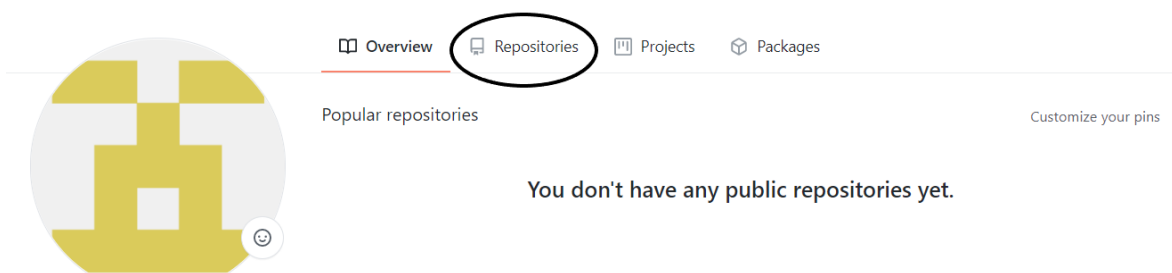 Overview Repositories Projects Packages
Popular repositories Customize your pins
You don't have any public repositories yet.